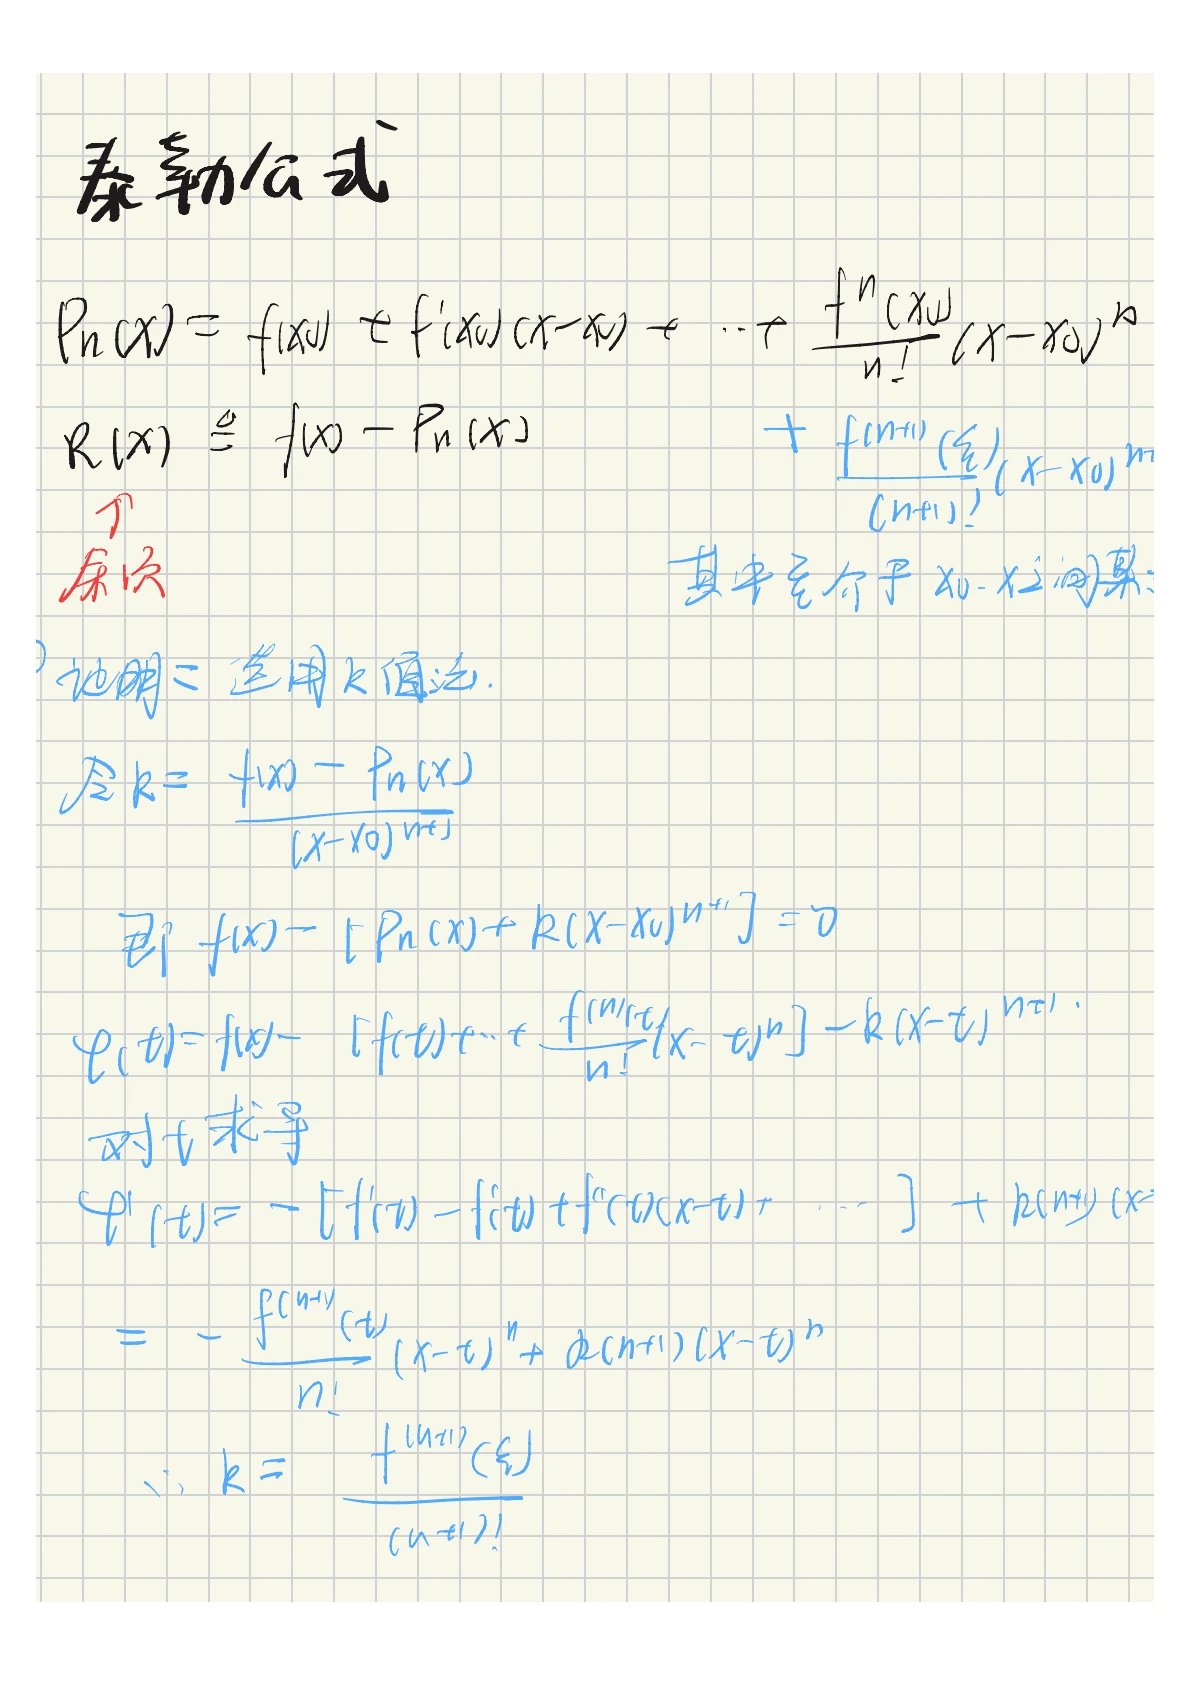 泰勒公式
Pn(x) = f(x0) + f'(x0)(x-x0) + ... + f^n(x0)/n! (x-x0)^n
R(x) ≜ f(x) - Pn(x)
+ f^(n+1)(ξ)/(n+1)! (x-x0)^n+
↑
余项
其中ξ介于x0-x之间某
证明: 运用k值法.
令k = f(x) - Pn(x) / (x-x0)^n+1
即 f(x) - [Pn(x) + k(x-x0)^n+1] = 0
φ(t) = f(x) - [f(t) + ... + f^(n)(t)/n! (x-t)^n] - k(x-t)^n+1.
对t求导
φ'(t) = - [f'(t) - f'(t) + f''(t)(x-t) + ......] + k(n+1)(x-
= - f^(n+1)(t)/n! (x-t)^n + k(n+1)(x-t)^n
∴ k = f^(n+1)(ξ)/(n+1)!